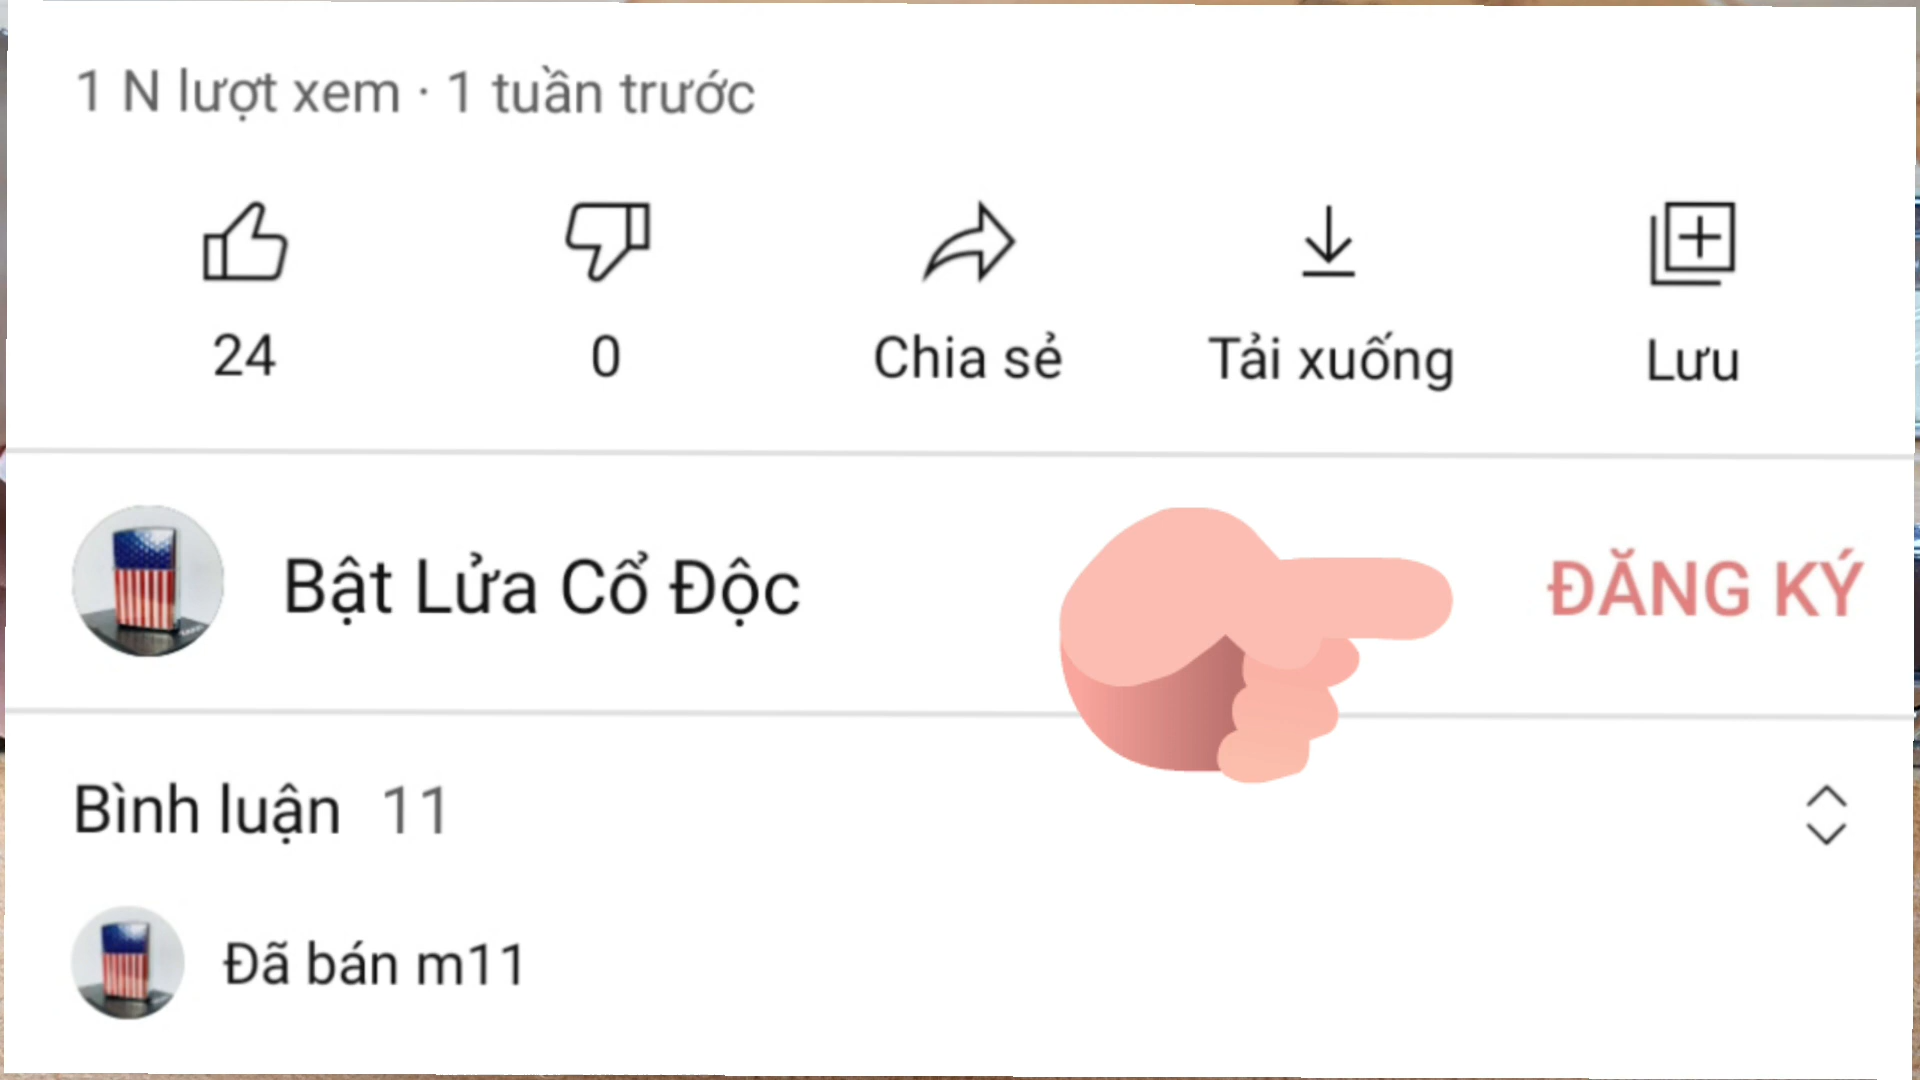 1 N lượt xem · 1 tuần trước
24
0
Chia sẻ
Tải xuống
Lưu
Bật Lửa Cổ Độc
ĐĂNG KÝ
Bình luận 11
Đã bán m11